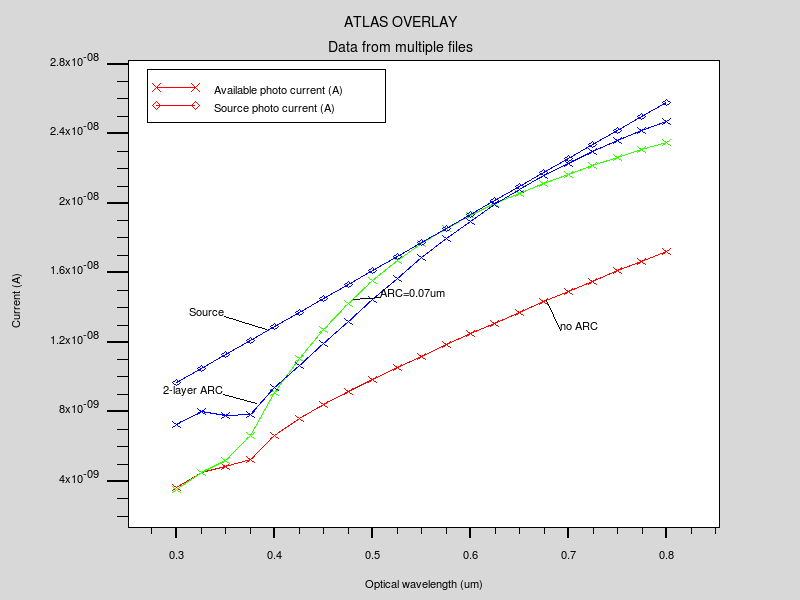 ATLAS OVERLAY
Data from multiple files
2.8x10-08
2.4x10-08
2x10-08
1.6x10-08
1.2x10-08
8x10-09
4x10-09
Current (A)
Available photo current (A)
Source photo current (A)
Source
ARC=0.07um
no ARC
2-layer ARC
0.3 0.4 0.5 0.6 0.7 0.8
Optical wavelength (um)